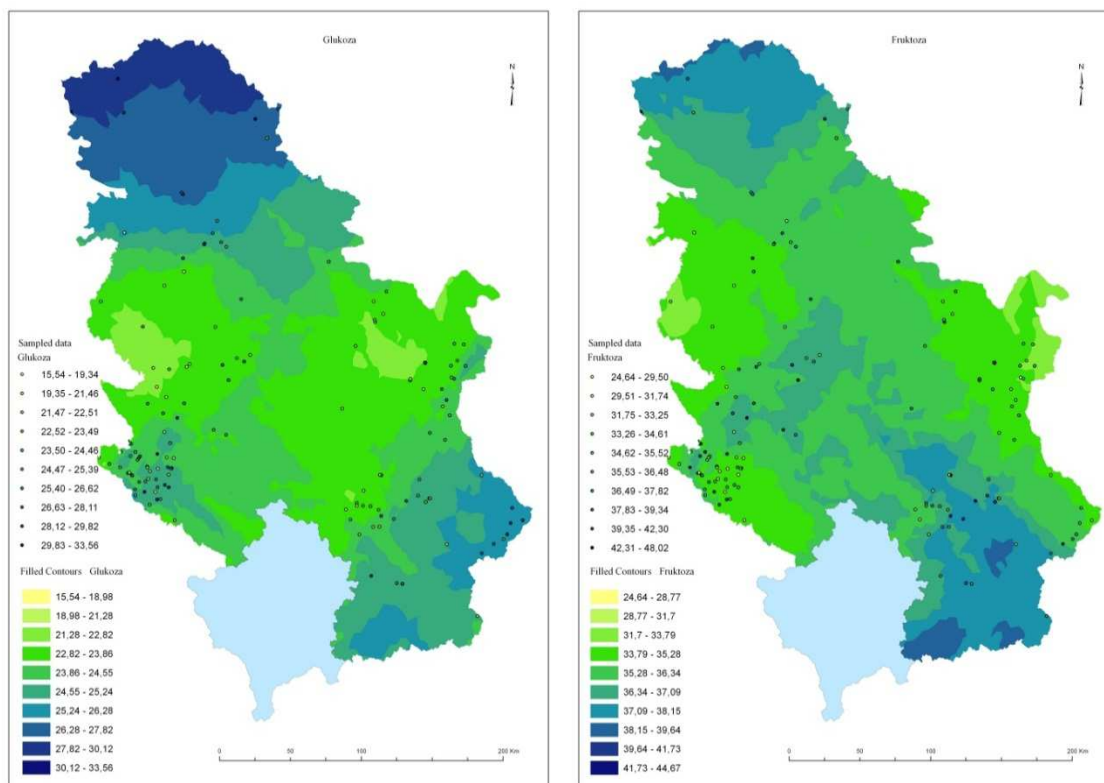 Glukoza
N
Sampled data
Glukoza
15,54 - 19,34
19,35 - 21,46
21,47 - 22,51
22,52 - 23,49
23,50 - 24,46
24,47 - 25,39
25,40 - 26,62
26,63 - 28,11
28,12 - 29,82
29,83 - 33,56
Filled Contours Glukoza
15,54 - 18,98
18,98 - 21,28
21,28 - 22,82
22,82 - 23,86
23,86 - 24,55
24,55 - 25,24
25,24 - 26,28
26,28 - 27,82
27,82 - 30,12
30,12 - 33,56
0 50 100 200 Km
Fruktoza
N
Sampled data
Fruktoza
24,64 - 29,50
29,51 - 31,74
31,75 - 33,25
33,26 - 34,61
34,62 - 35,52
35,53 - 36,48
36,49 - 37,82
37,83 - 39,34
39,35 - 42,30
42,31 - 48,02
Filled Contours Fruktoza
24,64 - 28,77
28,77 - 31,7
31,7 - 33,79
33,79 - 35,28
35,28 - 36,34
36,34 - 37,09
37,09 - 38,15
38,15 - 39,64
39,64 - 41,73
41,73 - 44,67
0 50 100 200 Km